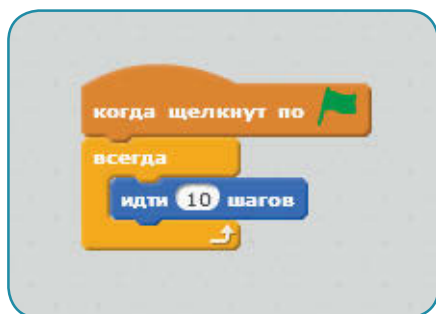 когда щелкнут по
всегда
идти 10 шагов